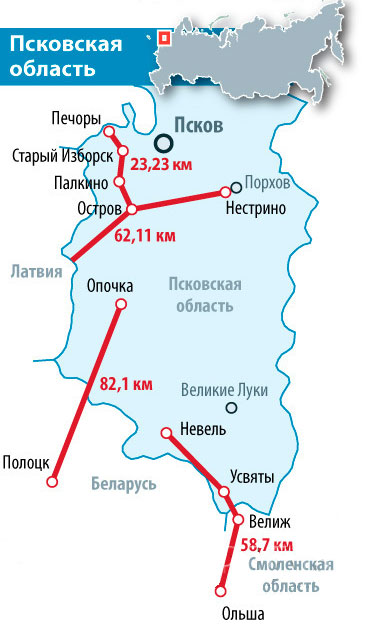 Псковская
область
Печоры
Псков
Старый Изборск
23,23 км
Палкино
Порхов
Остров
Нестрино
62,11 км
Латвия
Опочка
Псковская
область
82,1 км
Великие Луки
Невель
Полоцк
Беларусь
Усвяты
Велиж
58,7 км
Смоленская
область
Ольша